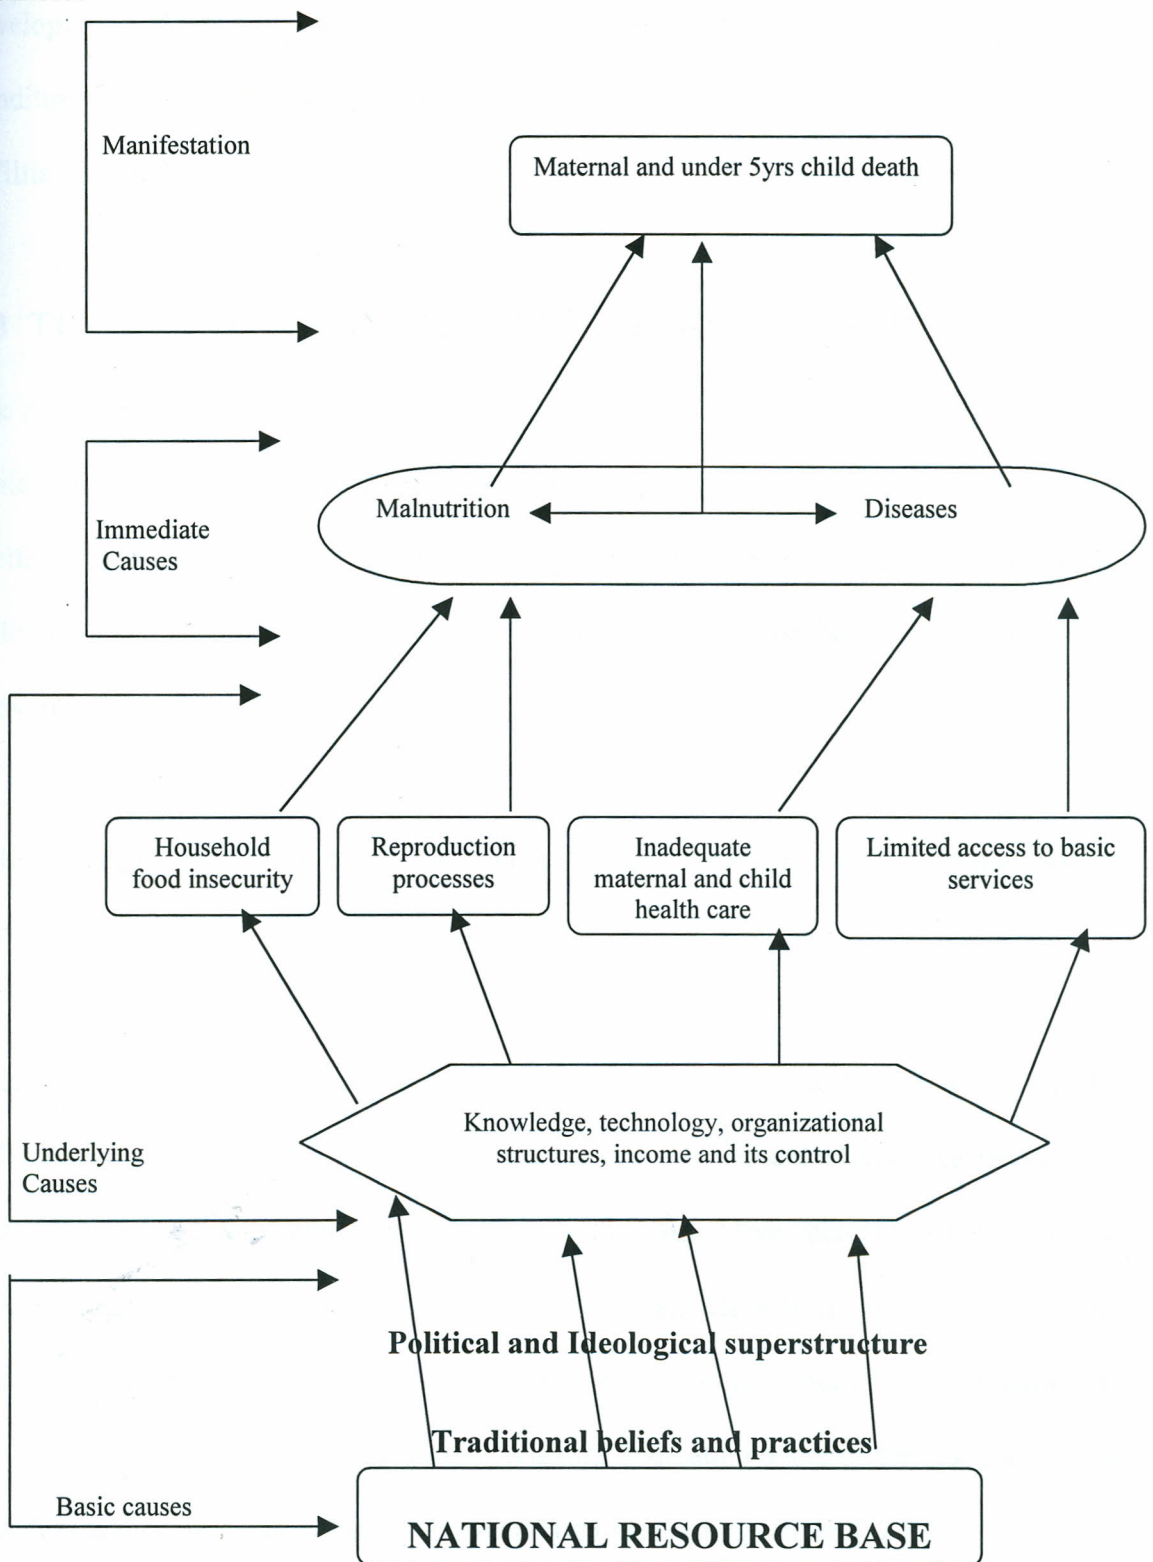 Manifestation
Maternal and under 5yrs child death
Malnutrition
Diseases
Immediate
Causes
Household
food insecurity
Reproduction
processes
Inadequate
maternal and child
health care
Limited access to basic
services
Knowledge, technology, organizational
structures, income and its control
Underlying
Causes
Political and Ideological superstructure
Traditional beliefs and practices
Basic causes
NATIONAL RESOURCE BASE